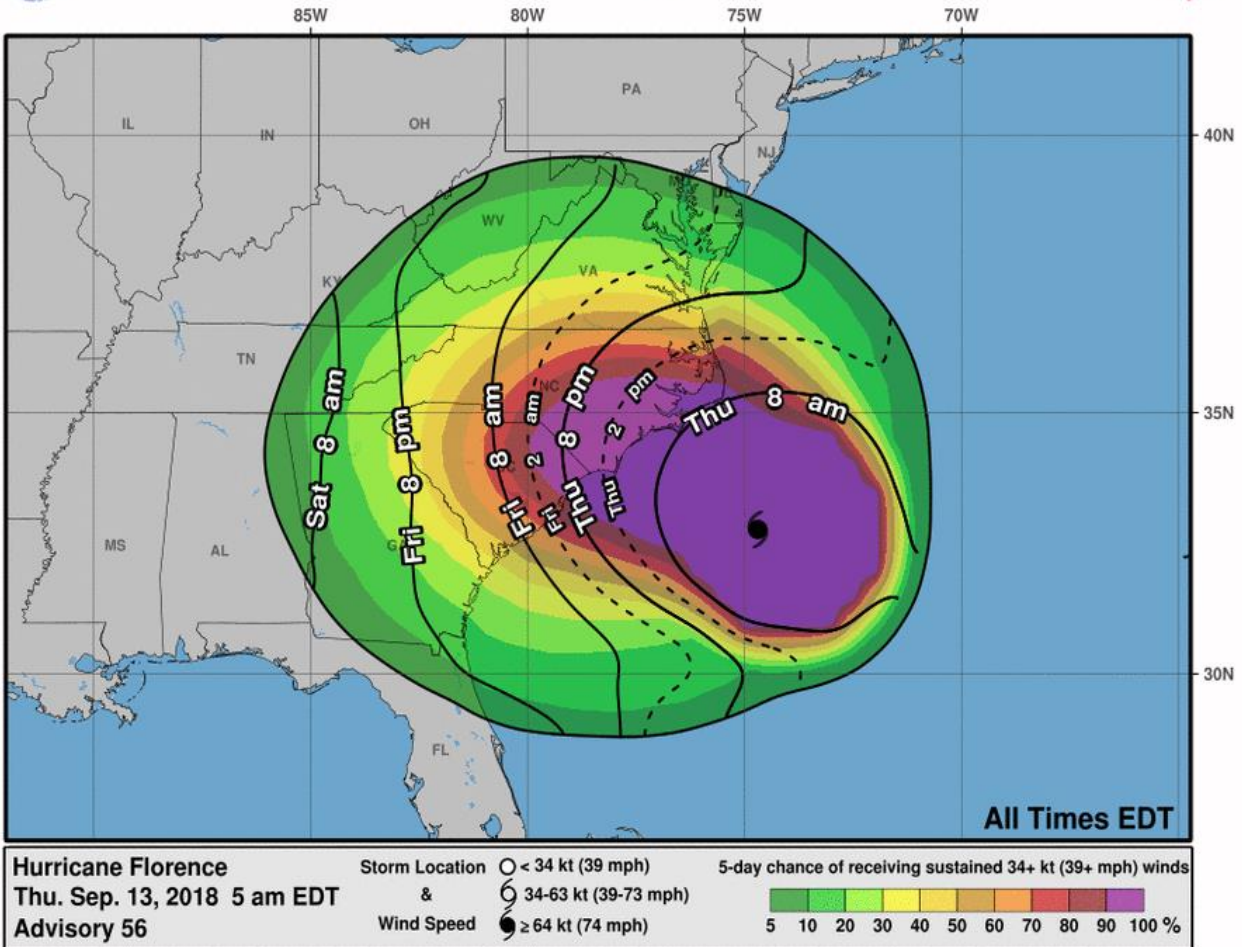 85W 80W 75W 70W
PA
IL IN OH 40N
NJ
WV
KY VA
TN
NC
35N
Sat 8 am
Fri 8 pm
Fri 8 am
Fri 2 am
Thu 8 pm
Thu 2 pm
Thu 8 am
MS AL
30N
FL
All Times EDT
Hurricane Florence
Thu. Sep. 13, 2018 5 am EDT
Advisory 56
Storm Location
&
Wind Speed
< 34 kt (39 mph)
34-63 kt (39-73 mph)
≥ 64 kt (74 mph)
5-day chance of receiving sustained 34+ kt (39+ mph) winds
5 10 20 30 40 50 60 70 80 90 100 %